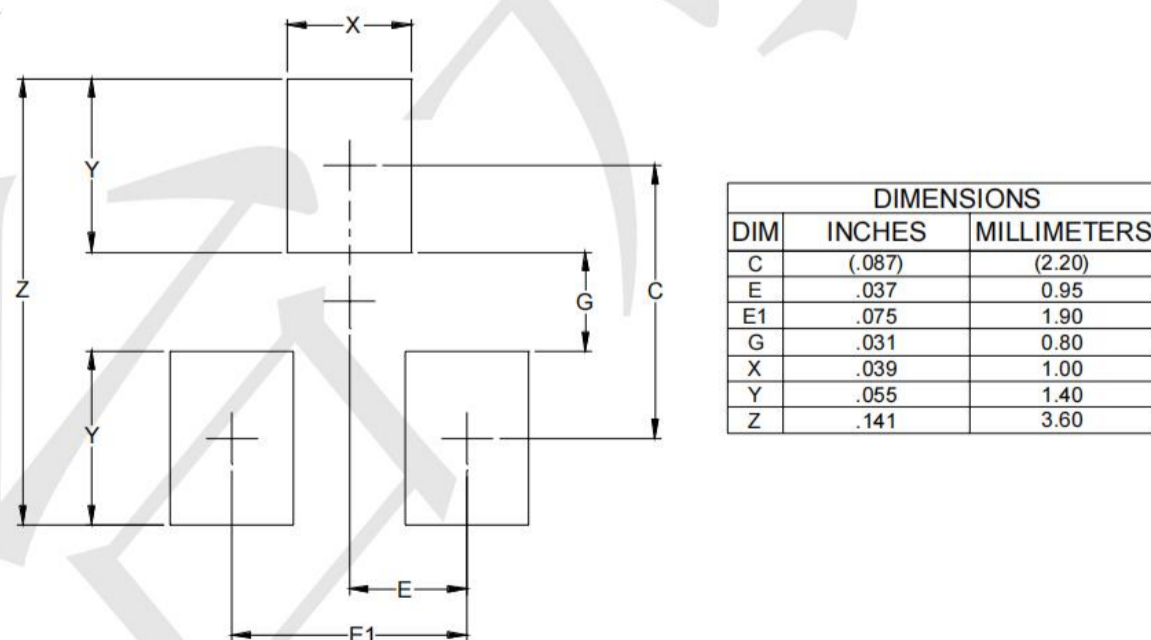 X
Y
Z
G
C
Y
E
E1
DIMENSIONS
DIM INCHES MILLIMETERS
C (.087) (2.20)
E .037 0.95
E1 .075 1.90
G .031 0.80
X .039 1.00
Y .055 1.40
Z .141 3.60